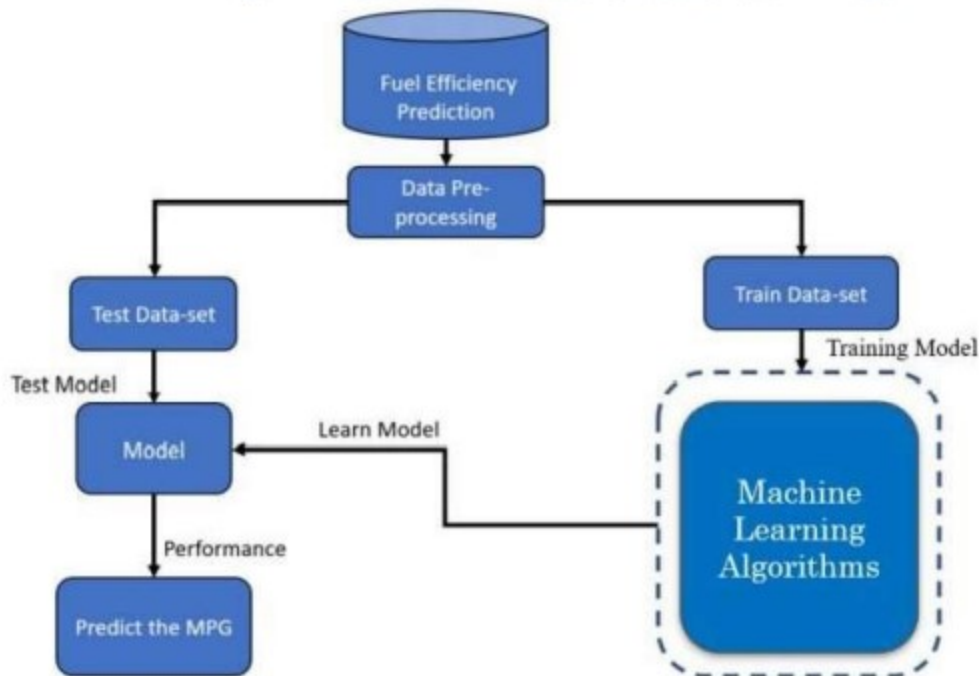 Fuel Efficiency
Prediction
Data Pre-
processing
Test Data-set
Train Data-set
Training Model
Test Model
Model
Learn Model
Machine
Learning
Algorithms
Performance
Predict the MPG